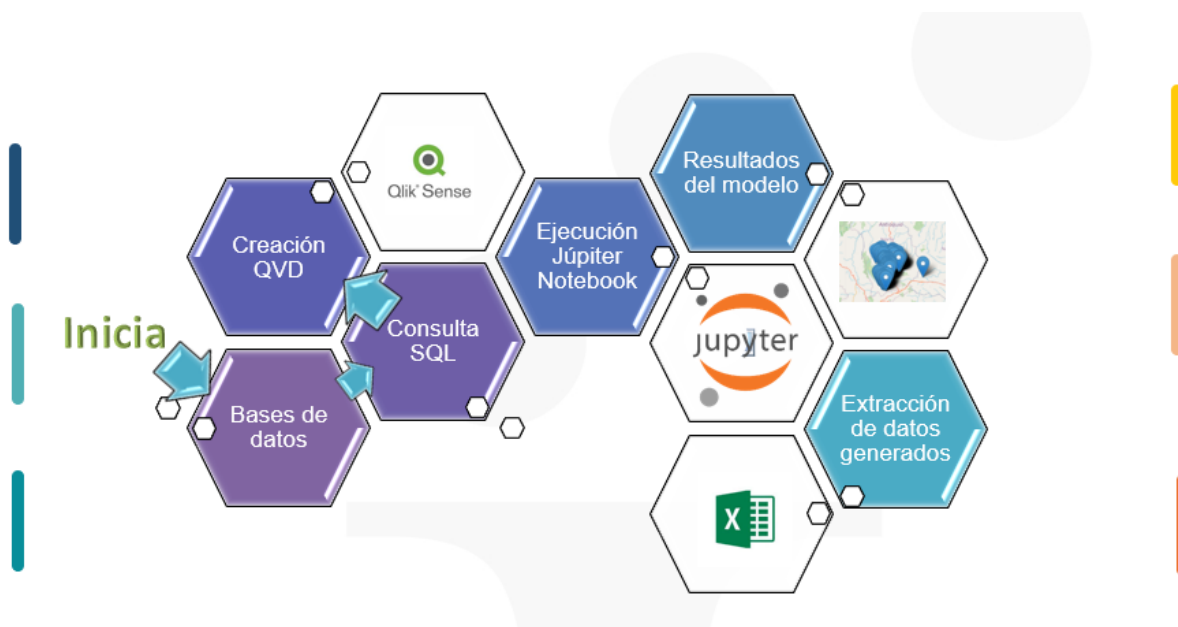 Inicia
Bases de
datos
Consulta
SQL
Creación
QVD
Qlik Sense
Ejecución
Júpiter
Notebook
Resultados
del modelo
jupyter
Extracción
de datos
generados
X